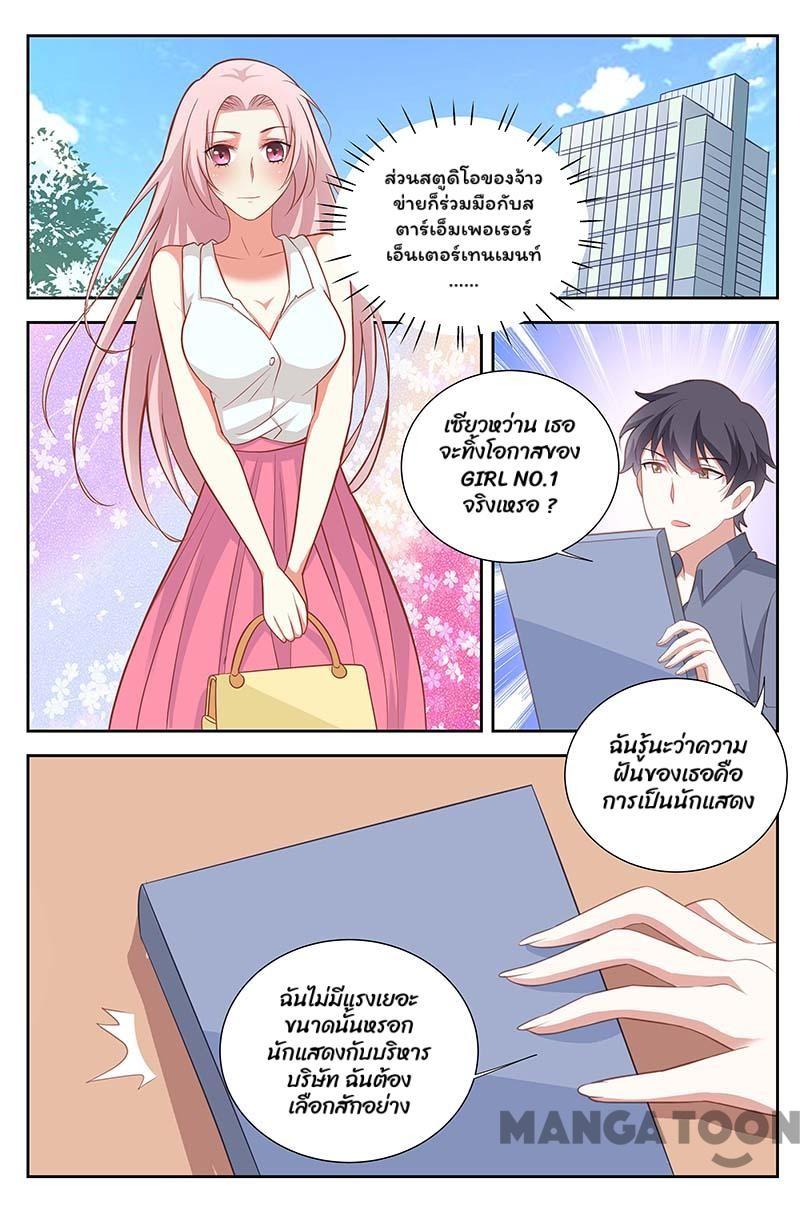 ส่วนสตูดิโอของจ้าว
ข่ายก็ร่วมมือกับส
ตาร์เอ็มเพอเรอร์
เอ็นเตอร์เทนเมนท์
......
เซียวหว่าน เธอ
จะทิ้งโอกาสของ
GIRL NO.1
จริงเหรอ ?
ฉันรู้นะว่าความ
ฝันของเธอคือ
การเป็นนักแสดง
ฉันไม่มีแรงเยอะ
ขนาดนั้นหรอก
นักแสดงกับบริหาร
บริษัท ฉันต้อง
เลือกสักอย่าง
MANGATOON